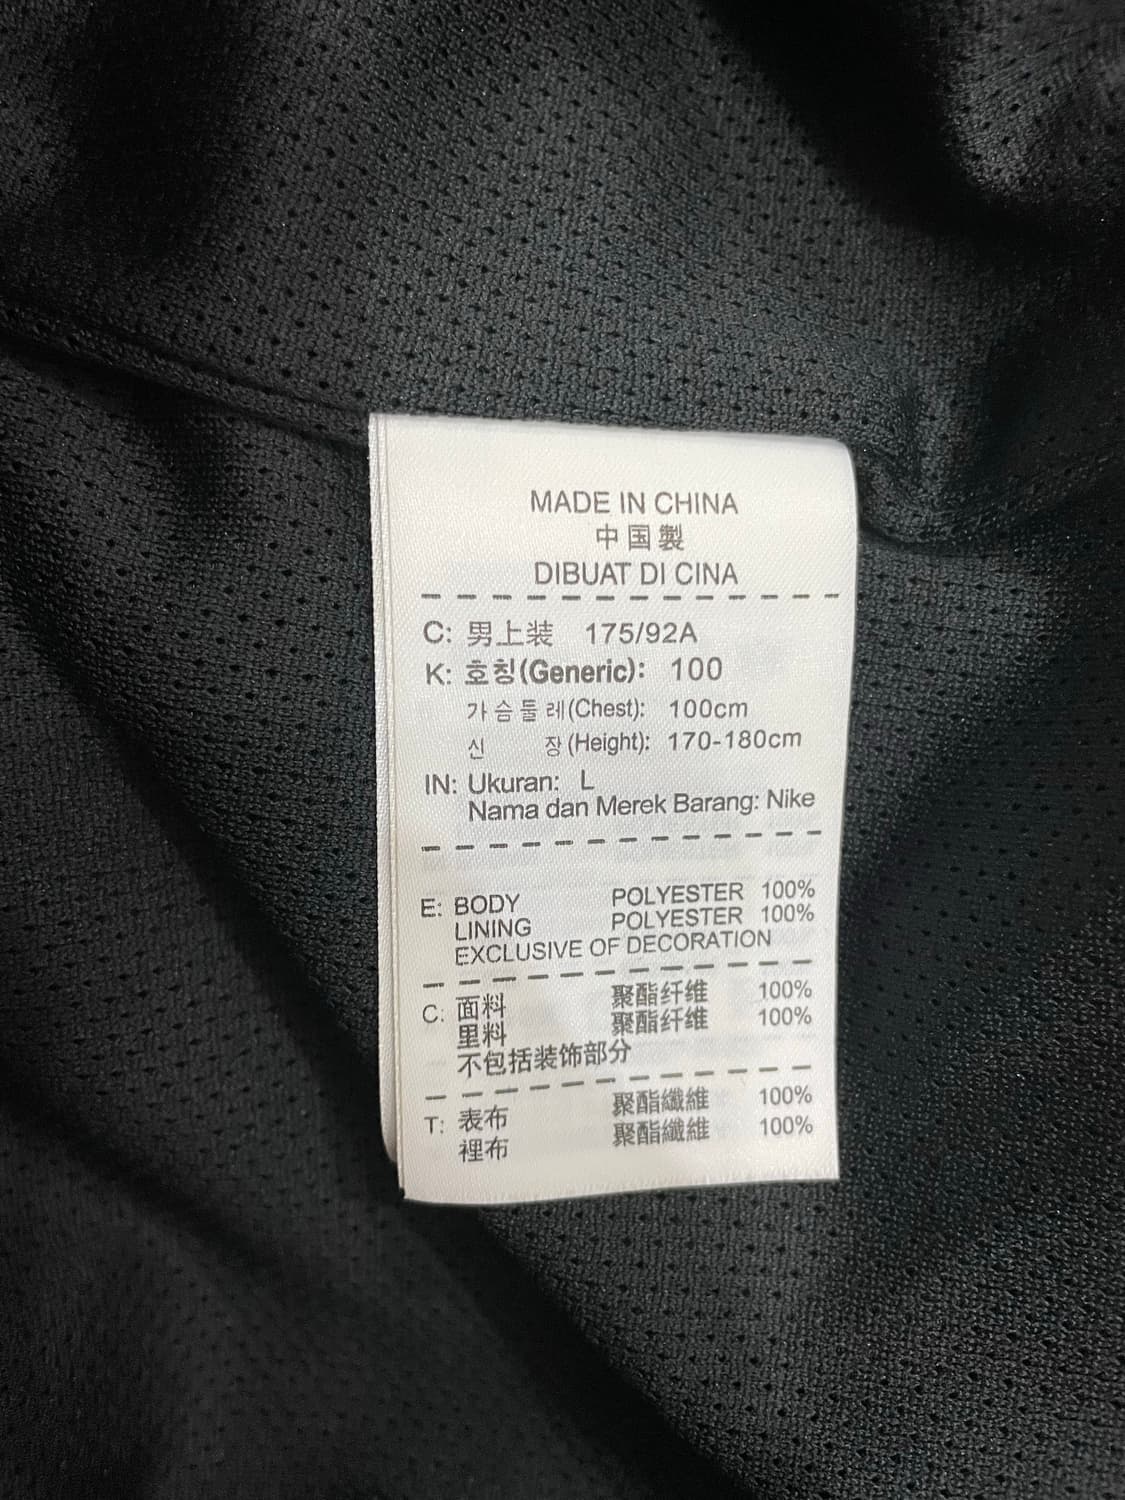 MADE IN CHINA
中国製
DIBUAT DI CINA
C: 男上装 175/92A
K: 호칭(Generic): 100
가슴둘레(Chest): 100cm
신 장(Height): 170-180cm
IN: Ukuran: L
Nama dan Merek Barang: Nike
E: BODY POLYESTER 100%
LINING POLYESTER 100%
EXCLUSIVE OF DECORATION
C: 面料 聚酯纤维 100%
里料 聚酯纤维 100%
不包括装饰部分
T: 表布 聚酯纖維 100%
裡布 聚酯纖維 100%